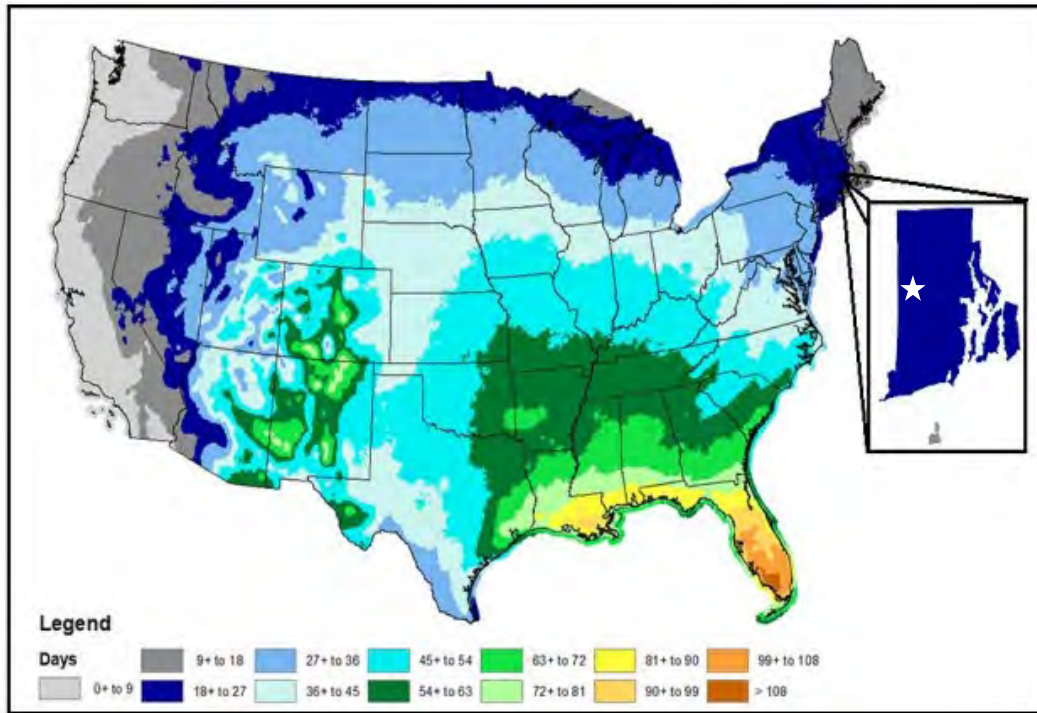 Legend
Days 9+ to 18 27+ to 36 45+ to 54 63+ to 72 81+ to 90 99+ to 108
0+ to 9 18+ to 27 36+ to 45 54+ to 63 72+ to 81 90+ to 99 > 108